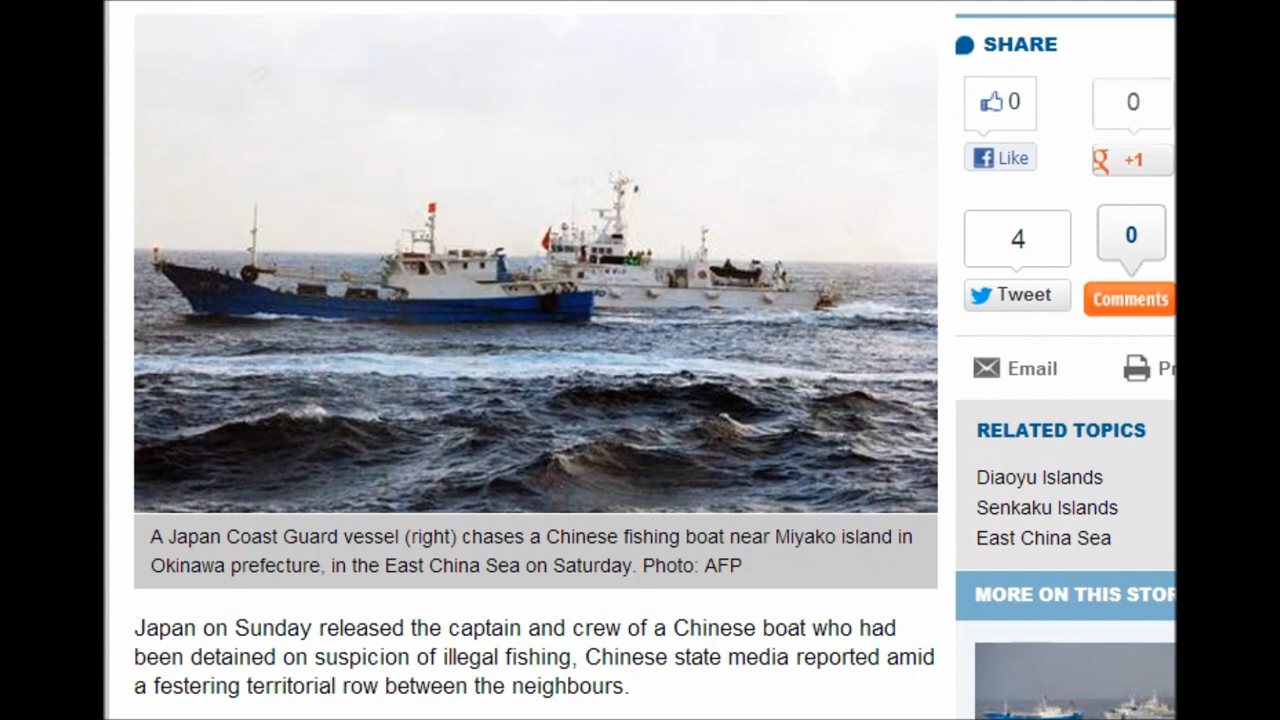 SHARE
0
0
Like
+1
4
0
Tweet
Comments
Email
RELATED TOPICS
Diaoyu Islands
Senkaku Islands
East China Sea
MORE ON THIS
A Japan Coast Guard vessel (right) chases a Chinese fishing boat near Miyako island in
Okinawa prefecture, in the East China Sea on Saturday. Photo: AFP
Japan on Sunday released the captain and crew of a Chinese boat who had
been detained on suspicion of illegal fishing, Chinese state media reported amid
a festering territorial row between the neighbours.